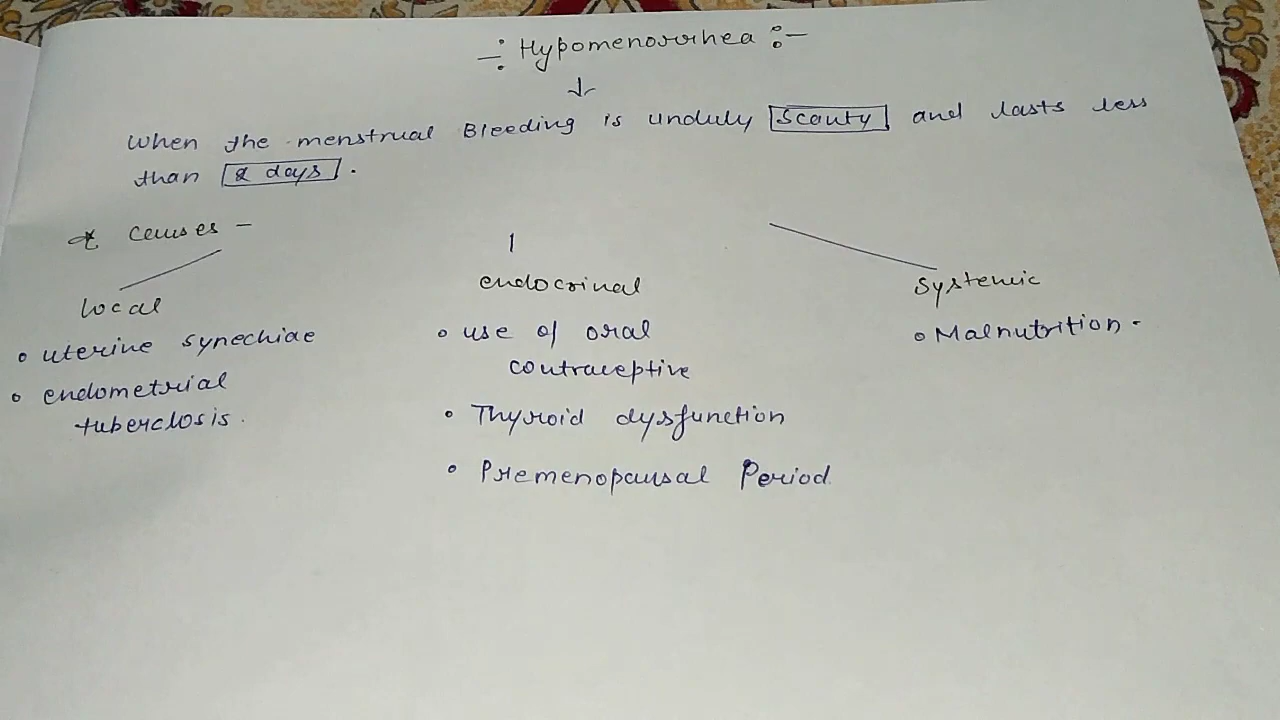 ÷ Hypomenorrhea :-
↓
When the menstrual Bleeding is unduly Scanty and lasts less
than 2 days.
* Causes -
local
• uterine synechiae
• endometrial
tuberclosis.
endocrinal
• use of oral
contraceptive
• Thyroid dysfunction
• Premenopausal Period
Systemic
• Malnutrition.